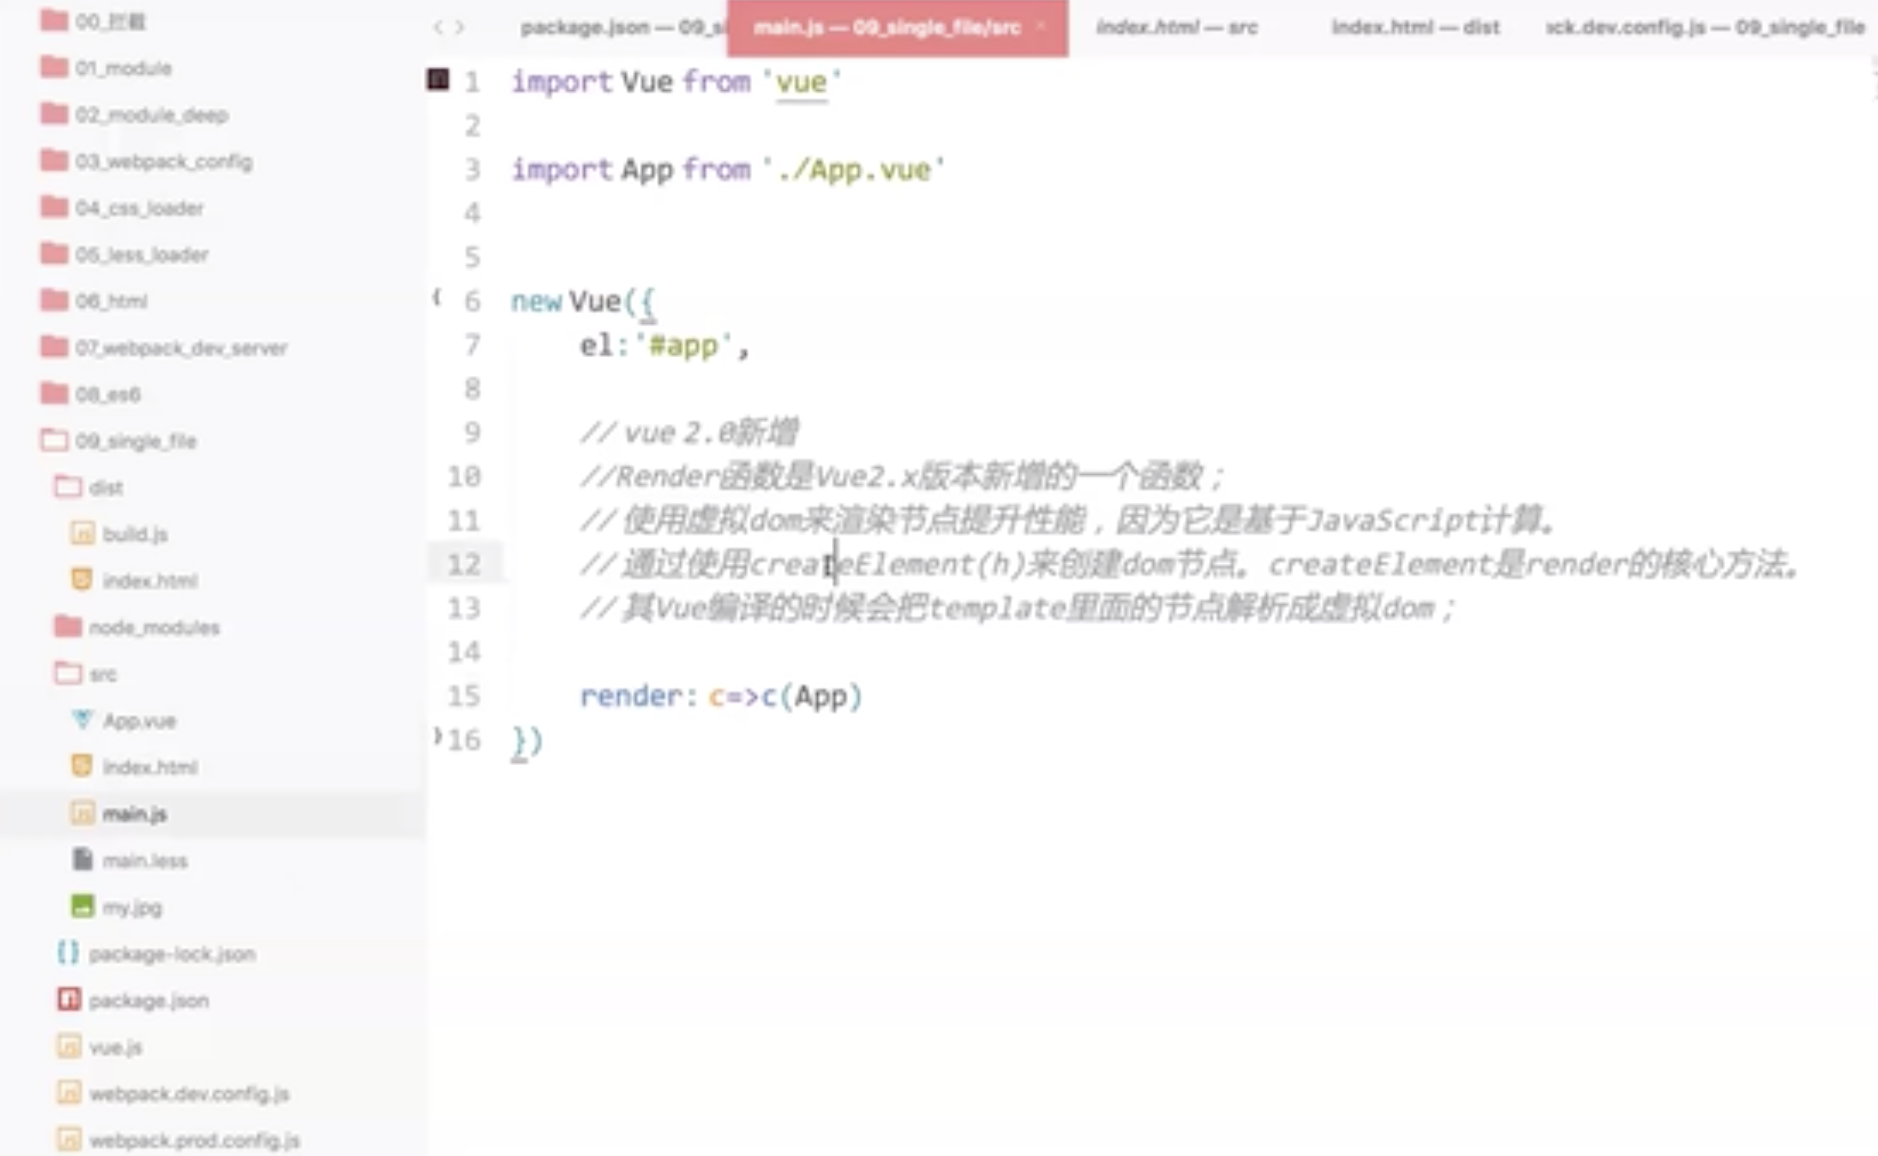 00_拦截
01_module
02_module_deep
03_webpack_config
04_css_loader
05_less_loader
06_html
07_webpack_dev_server
08_es6
09_single_file
dist
build.js
index.html
node_modules
src
App.vue
index.html
main.js
main.less
my.jpg
package-lock.json
package.json
vue.js
webpack.dev.config.js
webpack.prod.config.js
package.json — 09_si
main.js — 09_single_file/src
index.html — src
index.html — dist
ck.dev.config.js — 09_single_file
1 import Vue from 'vue'
2
3 import App from './App.vue'
4
5
6 new Vue({
7 el:'#app',
8
9 // vue 2.0新增
10 //Render函数是Vue2.x版本新增的一个函数；
11 // 使用虚拟dom来渲染节点提升性能，因为它是基于JavaScript计算。
12 // 通过使用createElement(h)来创建dom节点。createElement是render的核心方法。
13 // 其Vue编译的时候会把template里面的节点解析成虚拟dom；
14
15 render: c=>c(App)
16 })